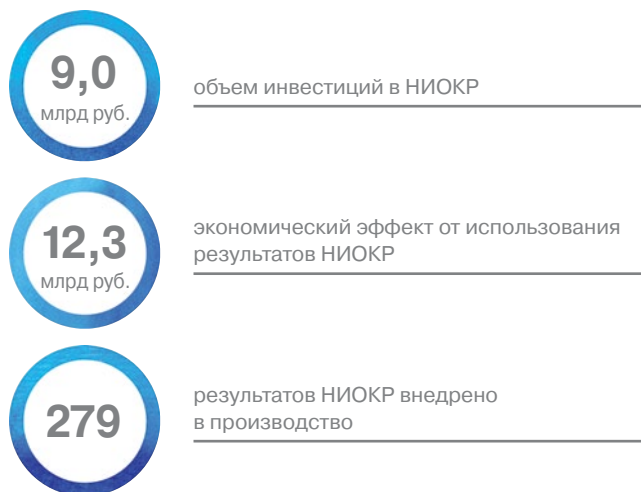 9,0
млрд руб.
объем инвестиций в НИОКР
12,3
млрд руб.
экономический эффект от использования
результатов НИОКР
279
результатов НИОКР внедрено
в производство